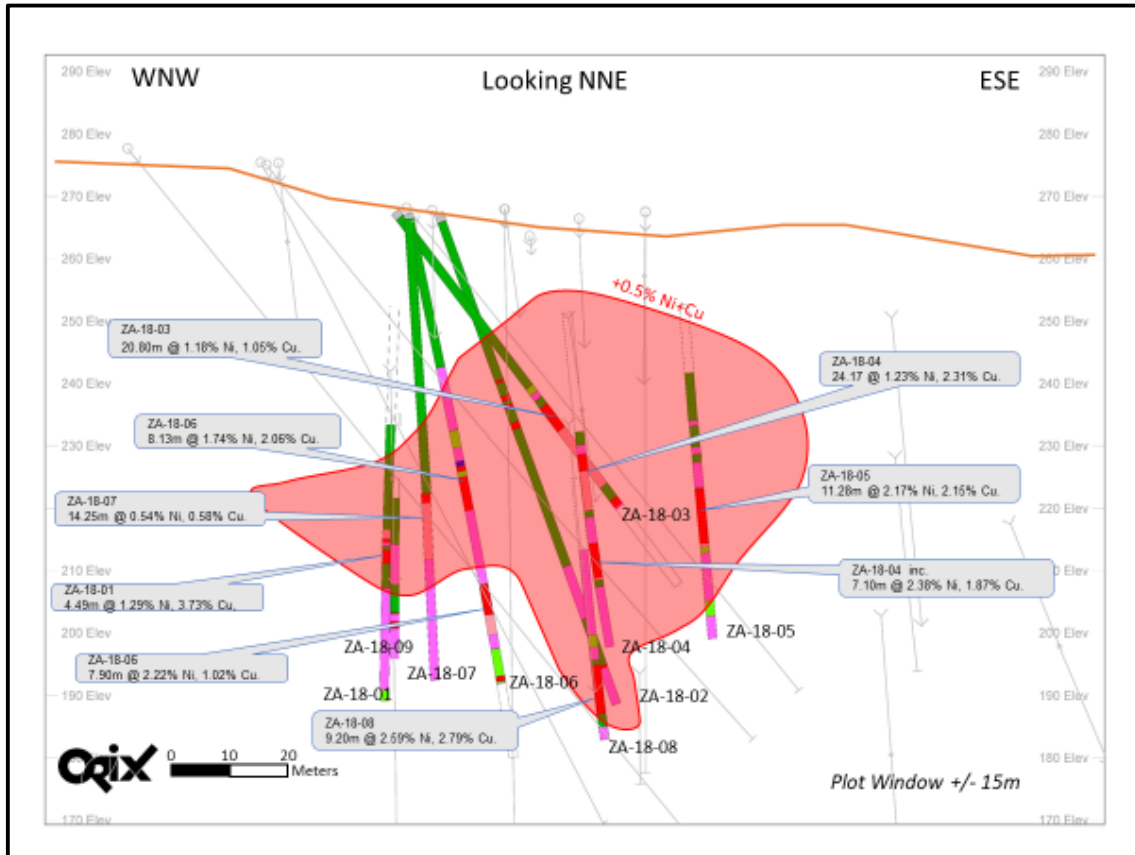 WNW
Looking NNE
ESE
290 Elev
290 Elev
280 Elev
280 Elev
270 Elev
270 Elev
260 Elev
260 Elev
250 Elev
250 Elev
240 Elev
240 Elev
230 Elev
230 Elev
220 Elev
220 Elev
210 Elev
210 Elev
200 Elev
200 Elev
190 Elev
190 Elev
180 Elev
170 Elev
170 Elev
+0.5% Ni+Cu
ZA-18-03
20.80m @ 1.18% Ni, 1.05% Cu.
ZA-18-04
24.17 @ 1.23% Ni, 2.31% Cu.
ZA-18-06
8.13m @ 1.74% Ni, 2.06% Cu.
ZA-18-05
11.28m @ 2.17% Ni, 2.15% Cu.
ZA-18-07
14.25m @ 0.54% Ni, 0.58% Cu.
ZA-18-03
ZA-18-04 inc.
7.10m @ 2.38% Ni, 1.87% Cu.
ZA-18-01
4.49m @ 1.29% Ni, 3.73% Cu,
ZA-18-05
ZA-18-04
ZA-18-09
ZA-18-06
7.90m @ 2.22% Ni, 1.02% Cu.
ZA-18-07
ZA-18-06
ZA-18-01
ZA-18-02
ZA-18-08
9.20m @ 2.59% Ni, 2.79% Cu.
ZA-18-08
Orix
0 10 20
Meters
Plot Window +/- 15m